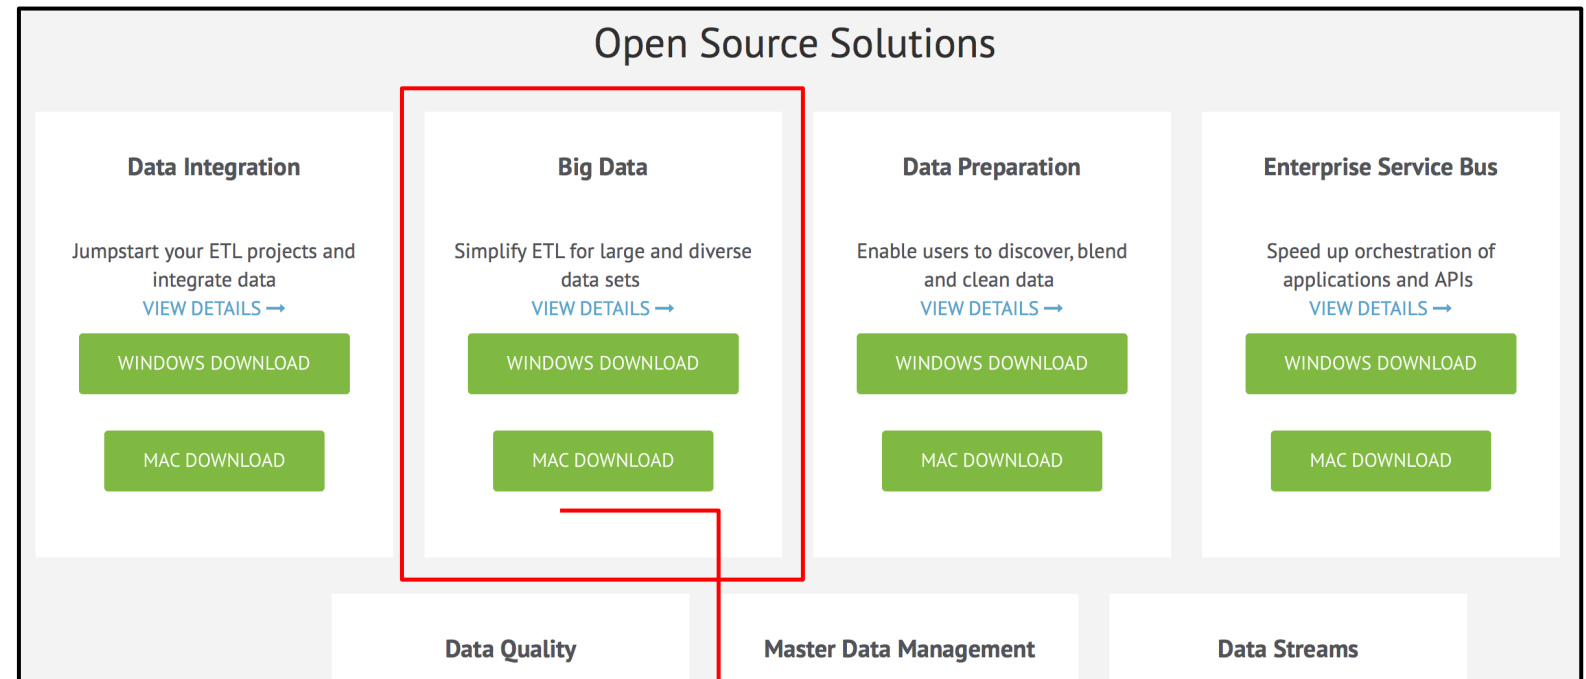 Open Source Solutions
Data Integration
Jumpstart your ETL projects and
integrate data
VIEW DETAILS →
WINDOWS DOWNLOAD
MAC DOWNLOAD
Big Data
Simplify ETL for large and diverse
data sets
VIEW DETAILS →
WINDOWS DOWNLOAD
MAC DOWNLOAD
Data Preparation
Enable users to discover, blend
and clean data
VIEW DETAILS →
WINDOWS DOWNLOAD
MAC DOWNLOAD
Enterprise Service Bus
Speed up orchestration of
applications and APIs
VIEW DETAILS →
WINDOWS DOWNLOAD
MAC DOWNLOAD
Data Quality
Master Data Management
Data Streams